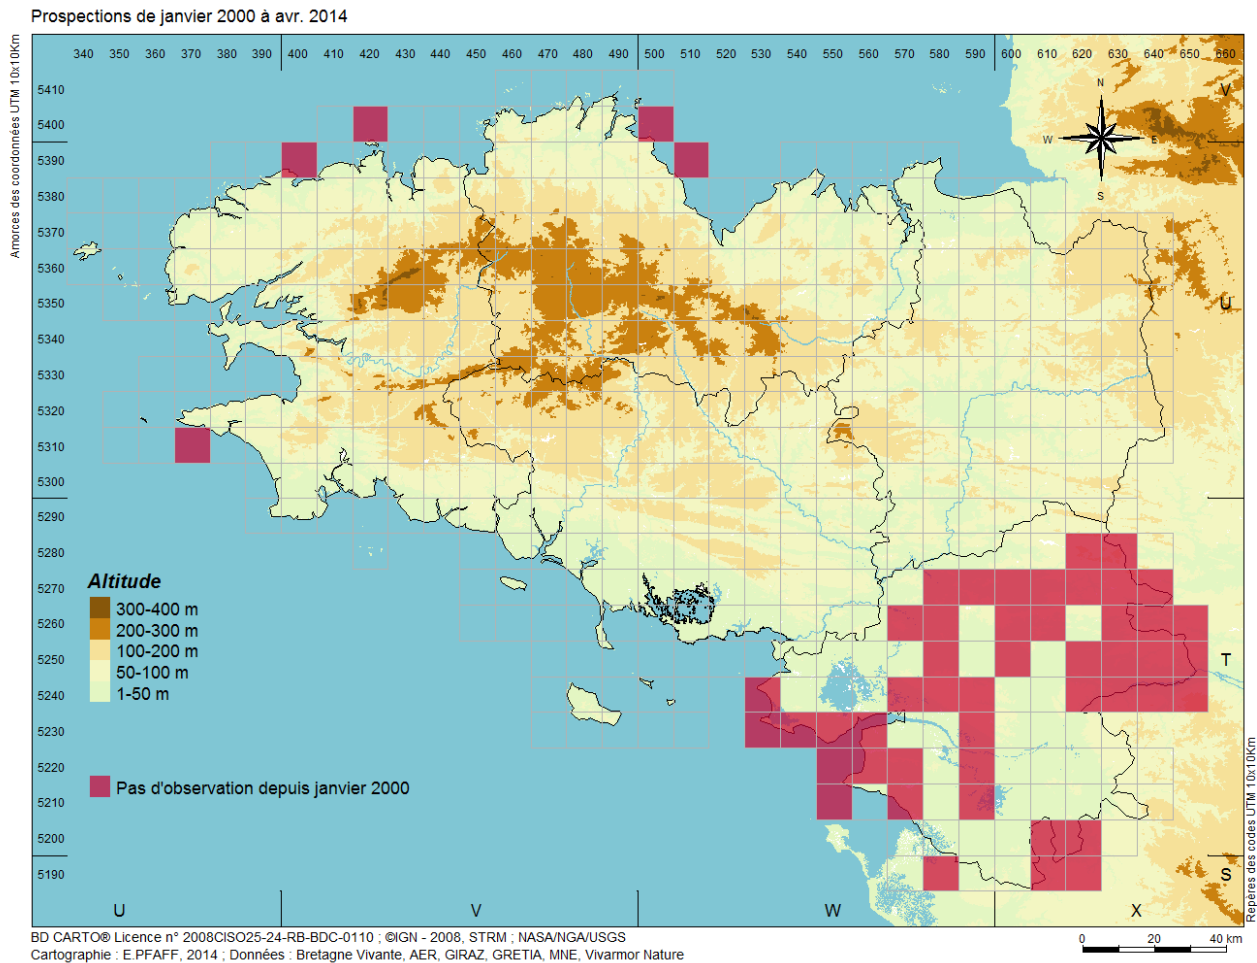 Prospections de janvier 2000 à avr. 2014
Amorces des coordonnées UTM 10x10Km
340 350 360 380 390 400 420 430 440 460 470 480 490 500 510 530 540 550 560 570 580 590 600 610 620 630 640 650 660
5410
5400
5390
5380
5370
5360
5350
5340
5330
5320
5310
5300
5290
5280
5270
5260
5250
5240
5230
5220
5210
5200
5190
N
W
E
S
V
U
T
S
Altitude
300-400 m
200-300 m
100-200 m
50-100 m
1-50 m
Pas d'observation depuis janvier 2000
U
V
W
X
Repères des codes UTM 10x10Km
0 20 40 km
BD CARTO® Licence n° 2008CISO25-24-RB-BDC-0110 ; ©IGN - 2008, STRM ; NASA/NGA/USGS
Cartographie : E.PFAFF, 2014 ; Données : Bretagne Vivante, AER, GIRAZ, GRETIA, MNE, Vivarmor Nature